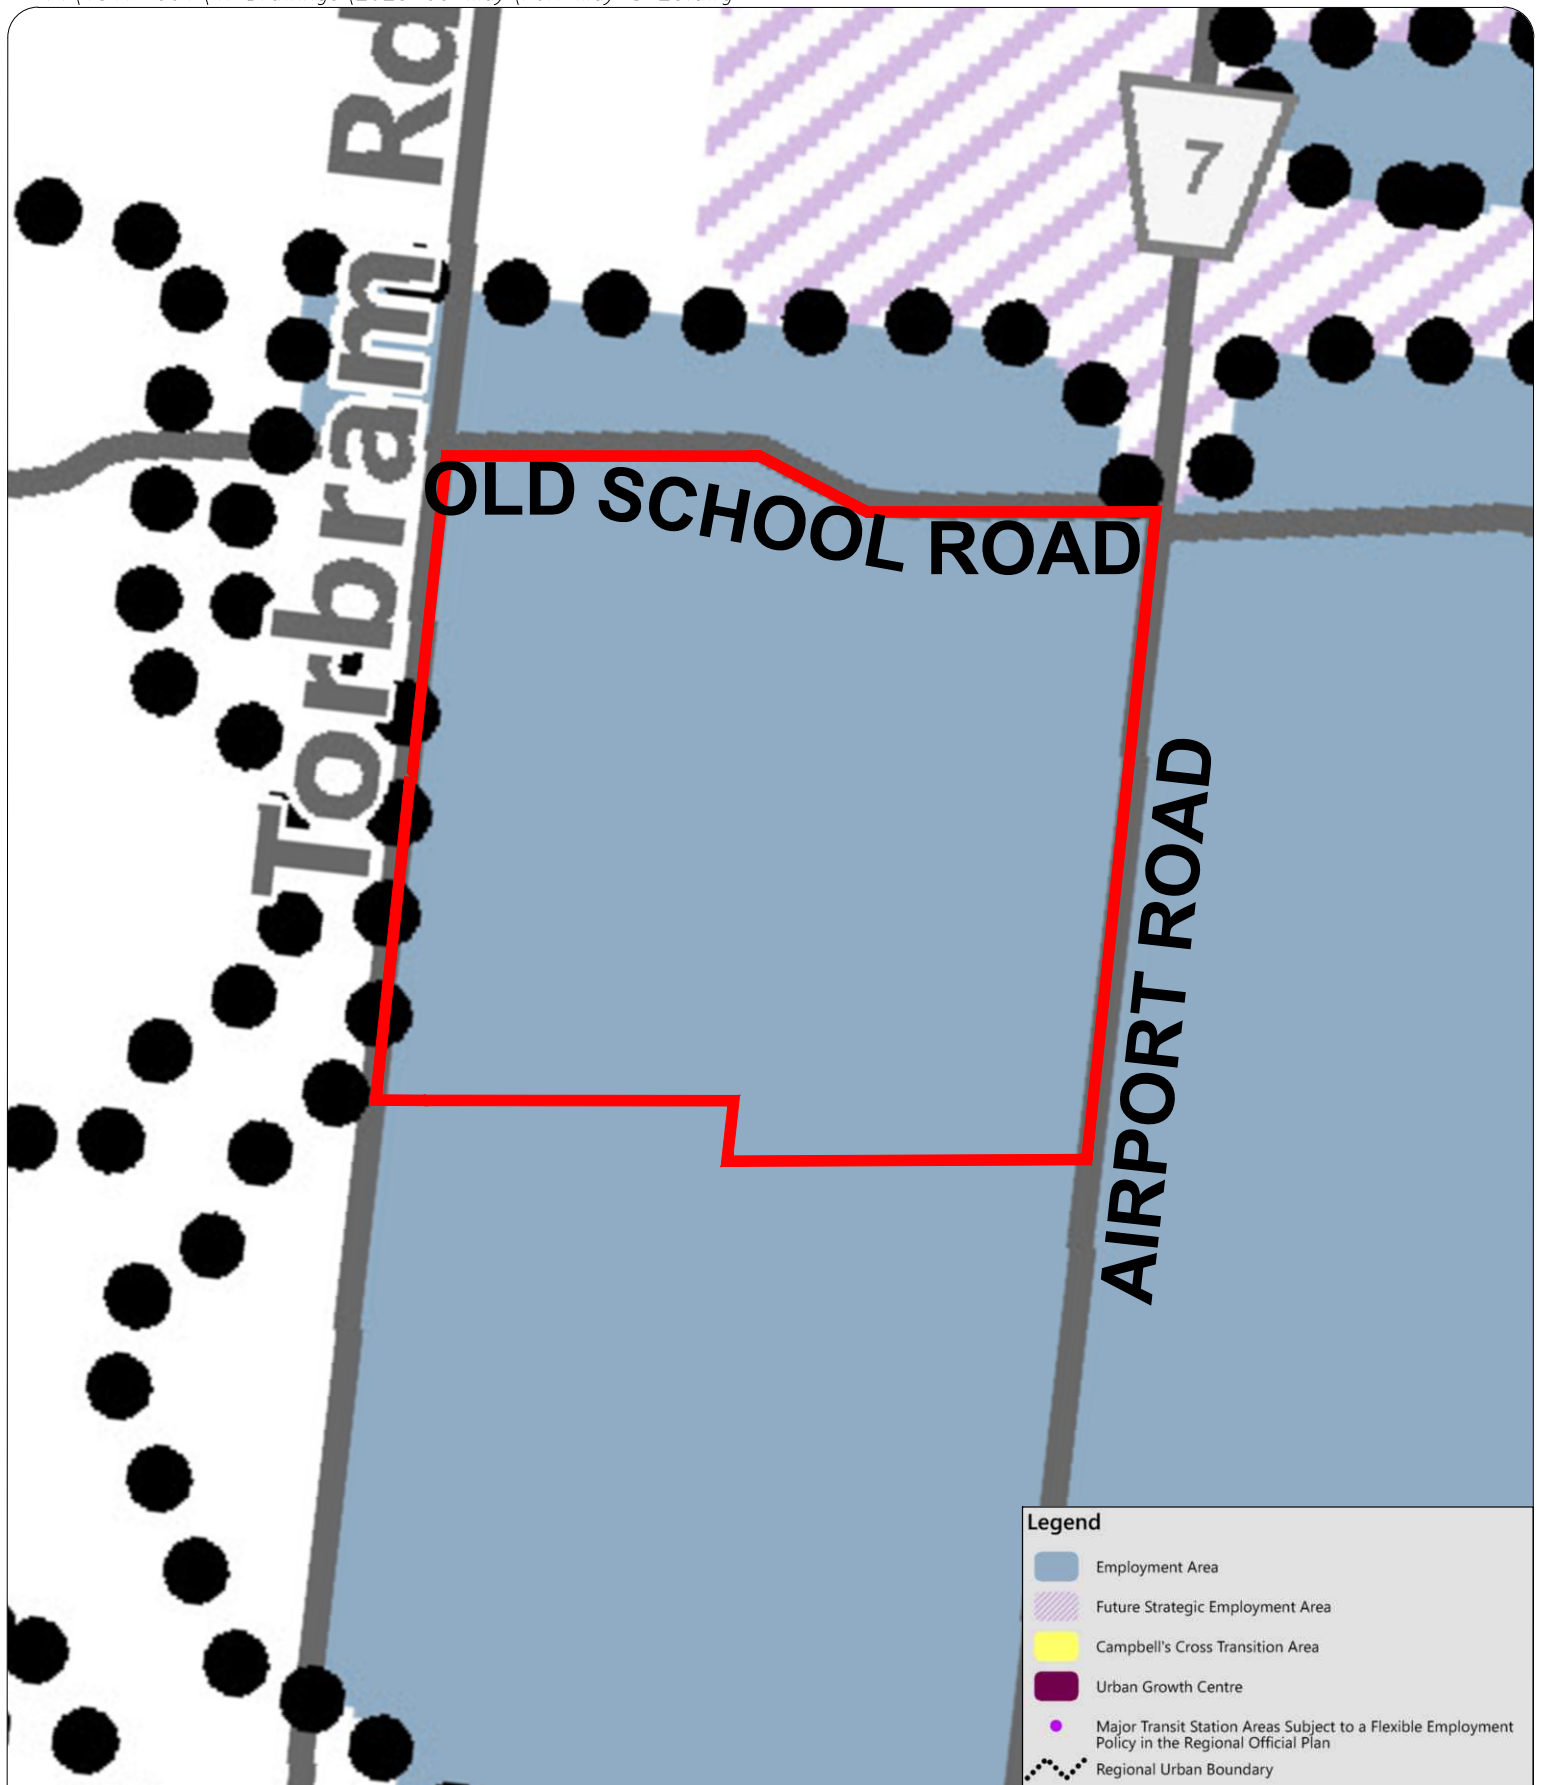 Torbram Rd
7
OLD SCHOOL ROAD
AIRPORT ROAD
Legend
Employment Area
Future Strategic Employment Area
Campbell's Cross Transition Area
Urban Growth Centre
Major Transit Station Areas Subject to a Flexible Employment
Policy in the Regional Official Plan
Regional Urban Boundary